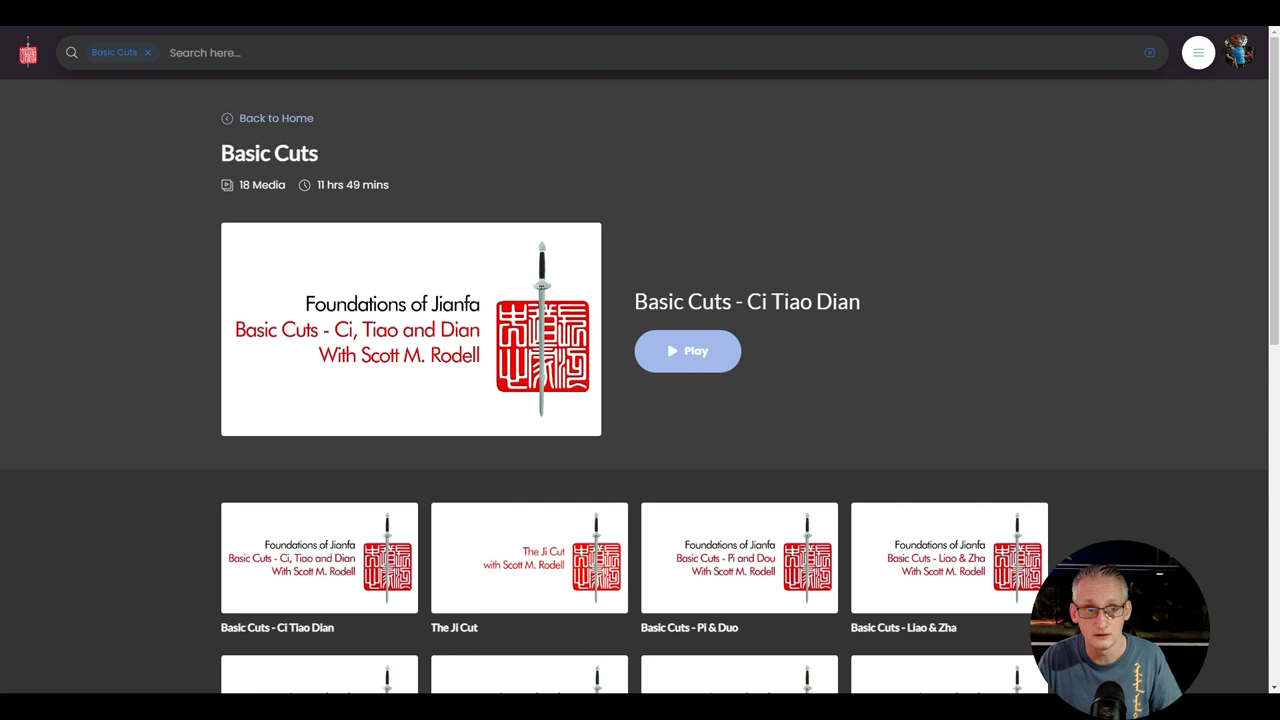 Basic Cuts
Search here...
Back to Home
Basic Cuts
18 Media
11 hrs 49 mins
Foundations of Jianfa
Basic Cuts - Ci, Tiao and Dian
With Scott M. Rodell
Basic Cuts - Ci Tiao Dian
Play
Foundations of Jianfa
Basic Cuts - Ci, Tiao and Dian
With Scott M. Rodell
The Ji Cut
with Scott M. Rodell
Foundations of Jianfa
Basic Cuts - Pi and Dou
With Scott M. Rodell
Foundations of Jianfa
Basic Cuts - Liao & Zha
With Scott M. Rodell
Basic Cuts - Ci Tiao Dian
The Ji Cut
Basic Cuts - Pi & Duo
Basic Cuts - Liao & Zha